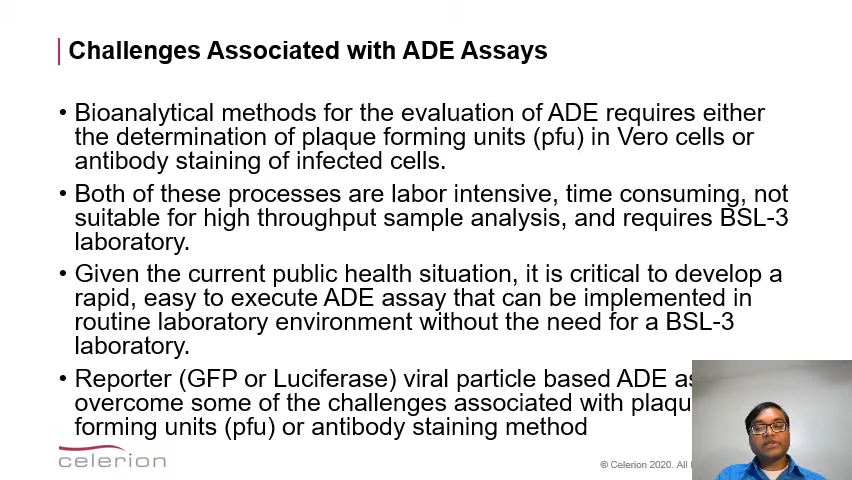 Challenges Associated with ADE Assays
• Bioanalytical methods for the evaluation of ADE requires either
the determination of plaque forming units (pfu) in Vero cells or
antibody staining of infected cells.
• Both of these processes are labor intensive, time consuming, not
suitable for high throughput sample analysis, and requires BSL-3
laboratory.
• Given the current public health situation, it is critical to develop a
rapid, easy to execute ADE assay that can be implemented in
routine laboratory environment without the need for a BSL-3
laboratory.
• Reporter (GFP or Luciferase) viral particle based ADE
overcome some of the challenges associated with
forming units (pfu) or antibody staining method
celerion
© Celerion 2020. All